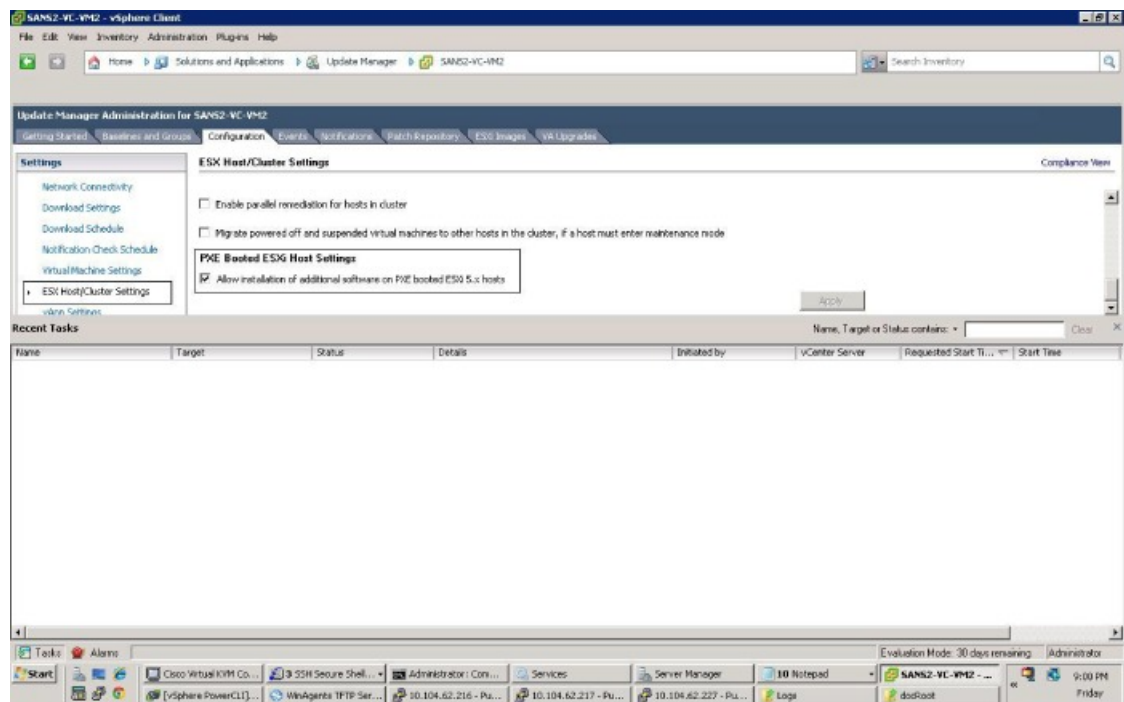 SANS2-VC-VM2 - vSphere Client
File Edit View Inventory Administration Plug-ins Help
Home Solutions and Applications Update Manager SANS2-VC-VM2
Search Inventory
Update Manager Administration for SANS2-VC-VM2
Getting Started Baselines and Groups Configuration Events Notifications Patch Repository ESXi Images VA Upgrades
Settings
ESX Host/Cluster Settings
Compliance View
Network Connectivity
Download Settings
Download Schedule
Notification Check Schedule
Virtual Machine Settings
ESX Host/Cluster Settings
vApp Settings
Enable parallel remediation for hosts in cluster
Migrate powered off and suspended virtual machines to other hosts in the cluster, if a host must enter maintenance mode
PXE Booted ESXi Host Settings
Allow installation of additional software on PXE booted ESXi 5.x hosts
Apply
Recent Tasks
Name, Target or Status contains:
Clear
Name Target Status Details Initiated by vCenter Server Requested Start Ti... Start Time
Tasks Alarms
Evaluation Mode: 30 days remaining Administrator
Start Cisco Virtual KVM Co... 3 SSH Secure Shell... Administrator: Com... Services Server Manager 10 Notepad SANS2-VC-VM2 - ... 9:00 PM
[vSphere PowerCLI]... WinAgents TFTP Ser... 10.104.62.216 - Pu... 10.104.62.217 - Pu... 10.104.62.227 - Pu... Logs docRoot Friday